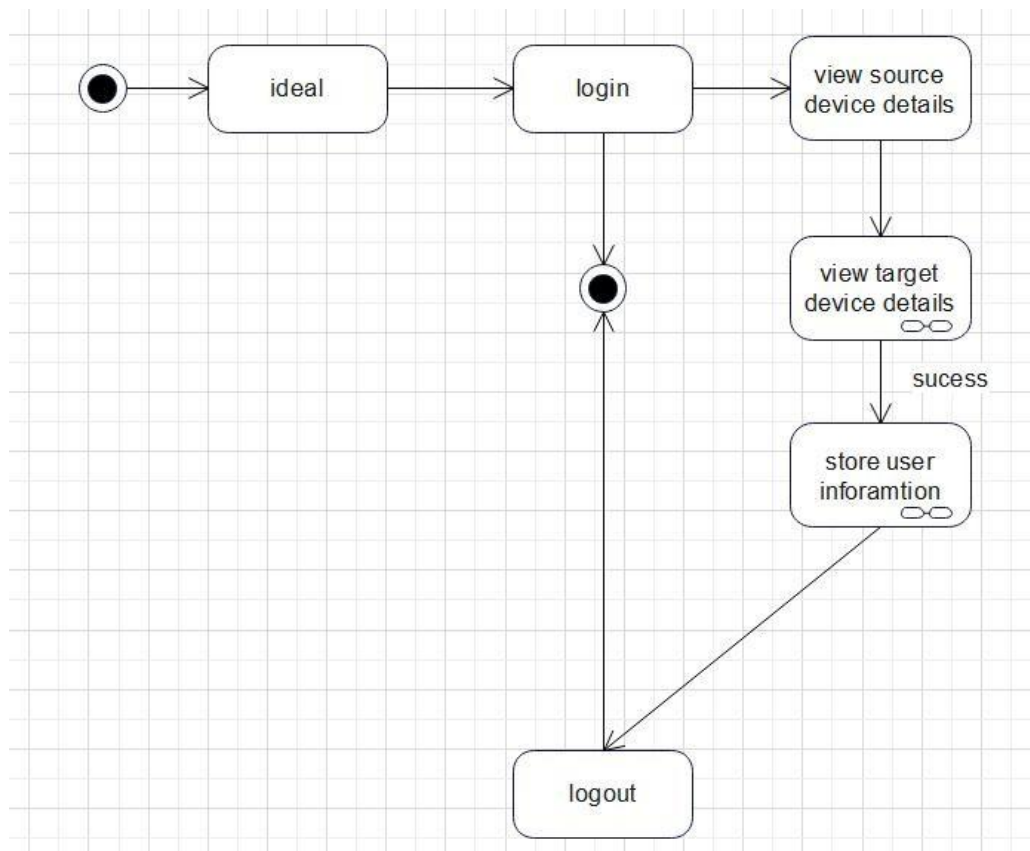 ideal
login
view source
device details
view target
device details
sucess
store user
inforamtion
logout